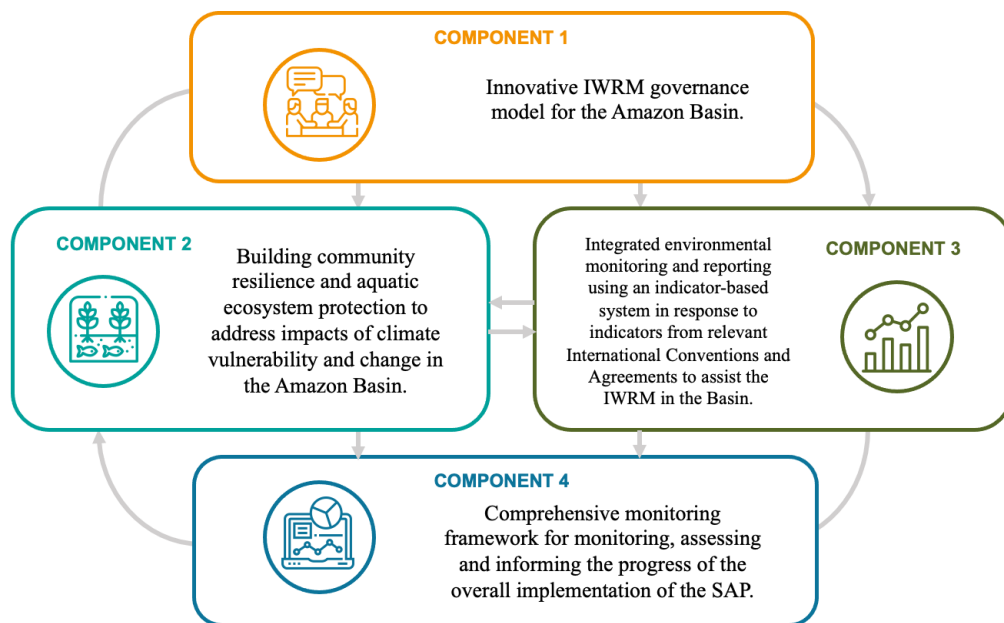 COMPONENT 1
Innovative IWRM governance
model for the Amazon Basin.
COMPONENT 2
Building community
resilience and aquatic
ecosystem protection to
address impacts of climate
vulnerability and change in
the Amazon Basin.
COMPONENT 3
Integrated environmental
monitoring and reporting
using an indicator-based
system in response to
indicators from relevant
International Conventions and
Agreements to assist the
IWRM in the Basin.
COMPONENT 4
Comprehensive monitoring
framework for monitoring, assessing
and informing the progress of the
overall implementation of the SAP.